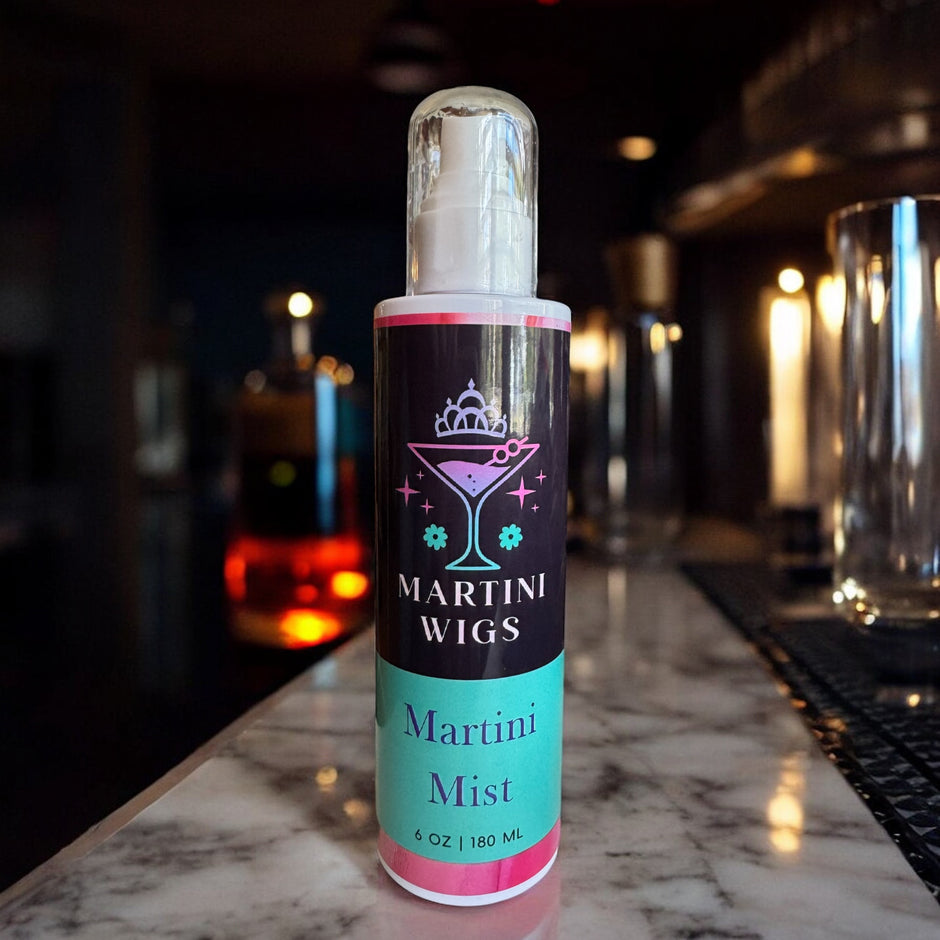 MARTINI
WIGS
Martini
Mist
6 OZ | 180 ML